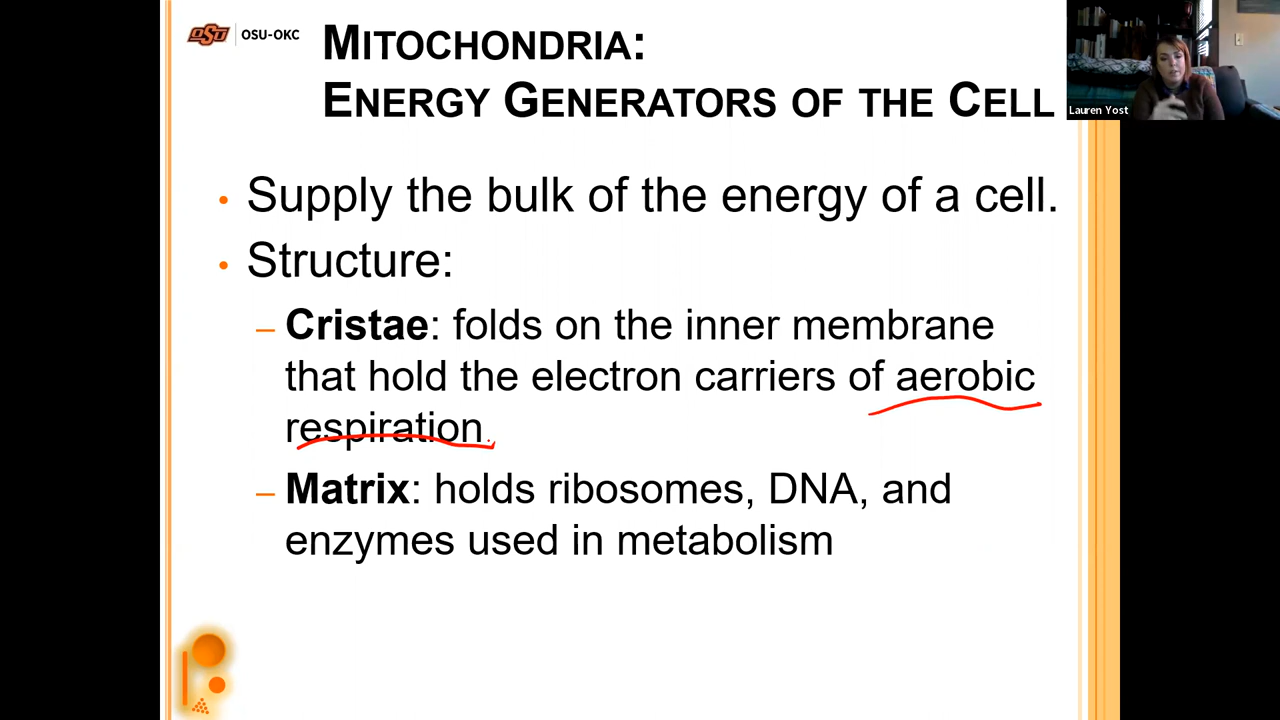 OSU OSU-OKC
MITOCHONDRIA:
ENERGY GENERATORS OF THE CELL
Lauren Yost
• Supply the bulk of the energy of a cell.
• Structure:
– Cristae: folds on the inner membrane
that hold the electron carriers of aerobic
respiration.
– Matrix: holds ribosomes, DNA, and
enzymes used in metabolism